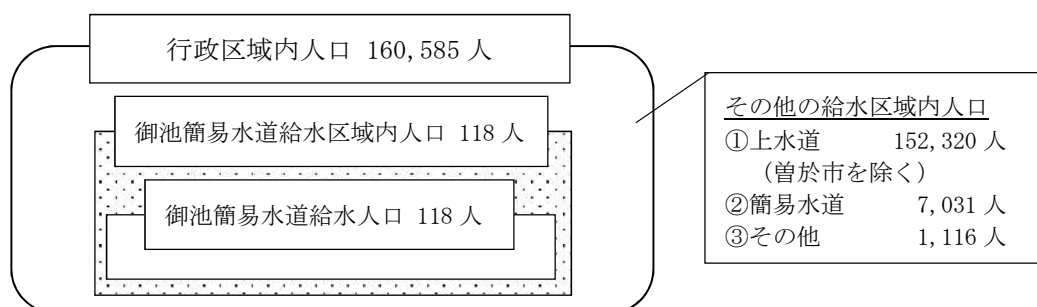 行政区域内人口 160,585 人
御池簡易水道給水区域内人口 118 人
御池簡易水道給水人口 118 人
その他の給水区域内人口
①上水道 152,320 人
（曽於市を除く）
②簡易水道 7,031 人
③その他 1,116 人